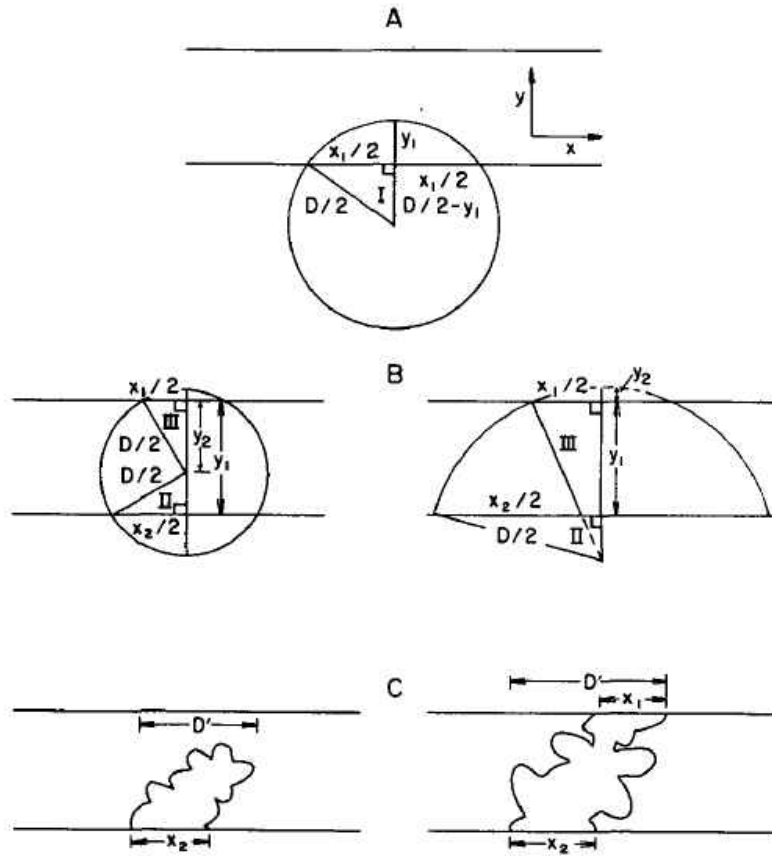 A
y
x
x₁/2
y₁
x₁/2
D/2
I
D/2-y₁
B
x₁/2
III
y₂
y₁
D/2
D/2
II
x₂/2
x₁/2
y₂
III
y₁
x₂/2
D/2
II
C
D'
x₂
D'
x₁
x₂